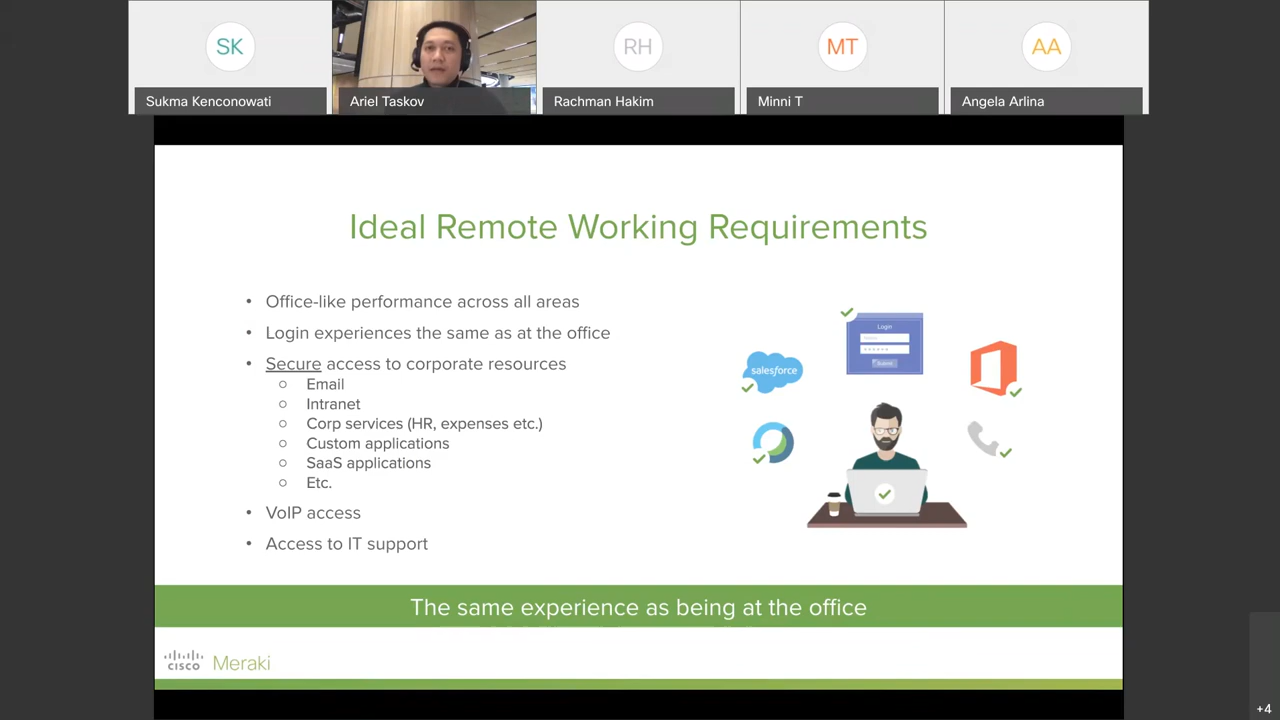 SK
RH
MT
AA
Sukma Kenconowati
Ariel Taskov
Rachman Hakim
Minni T
Angela Arlina
Ideal Remote Working Requirements
• Office-like performance across all areas
• Login experiences the same as at the office
• Secure access to corporate resources
○ Email
○ Intranet
○ Corp services (HR, expenses etc.)
○ Custom applications
○ SaaS applications
○ Etc.
• VoIP access
• Access to IT support
Login
salesforce
The same experience as being at the office
cisco Meraki
+4